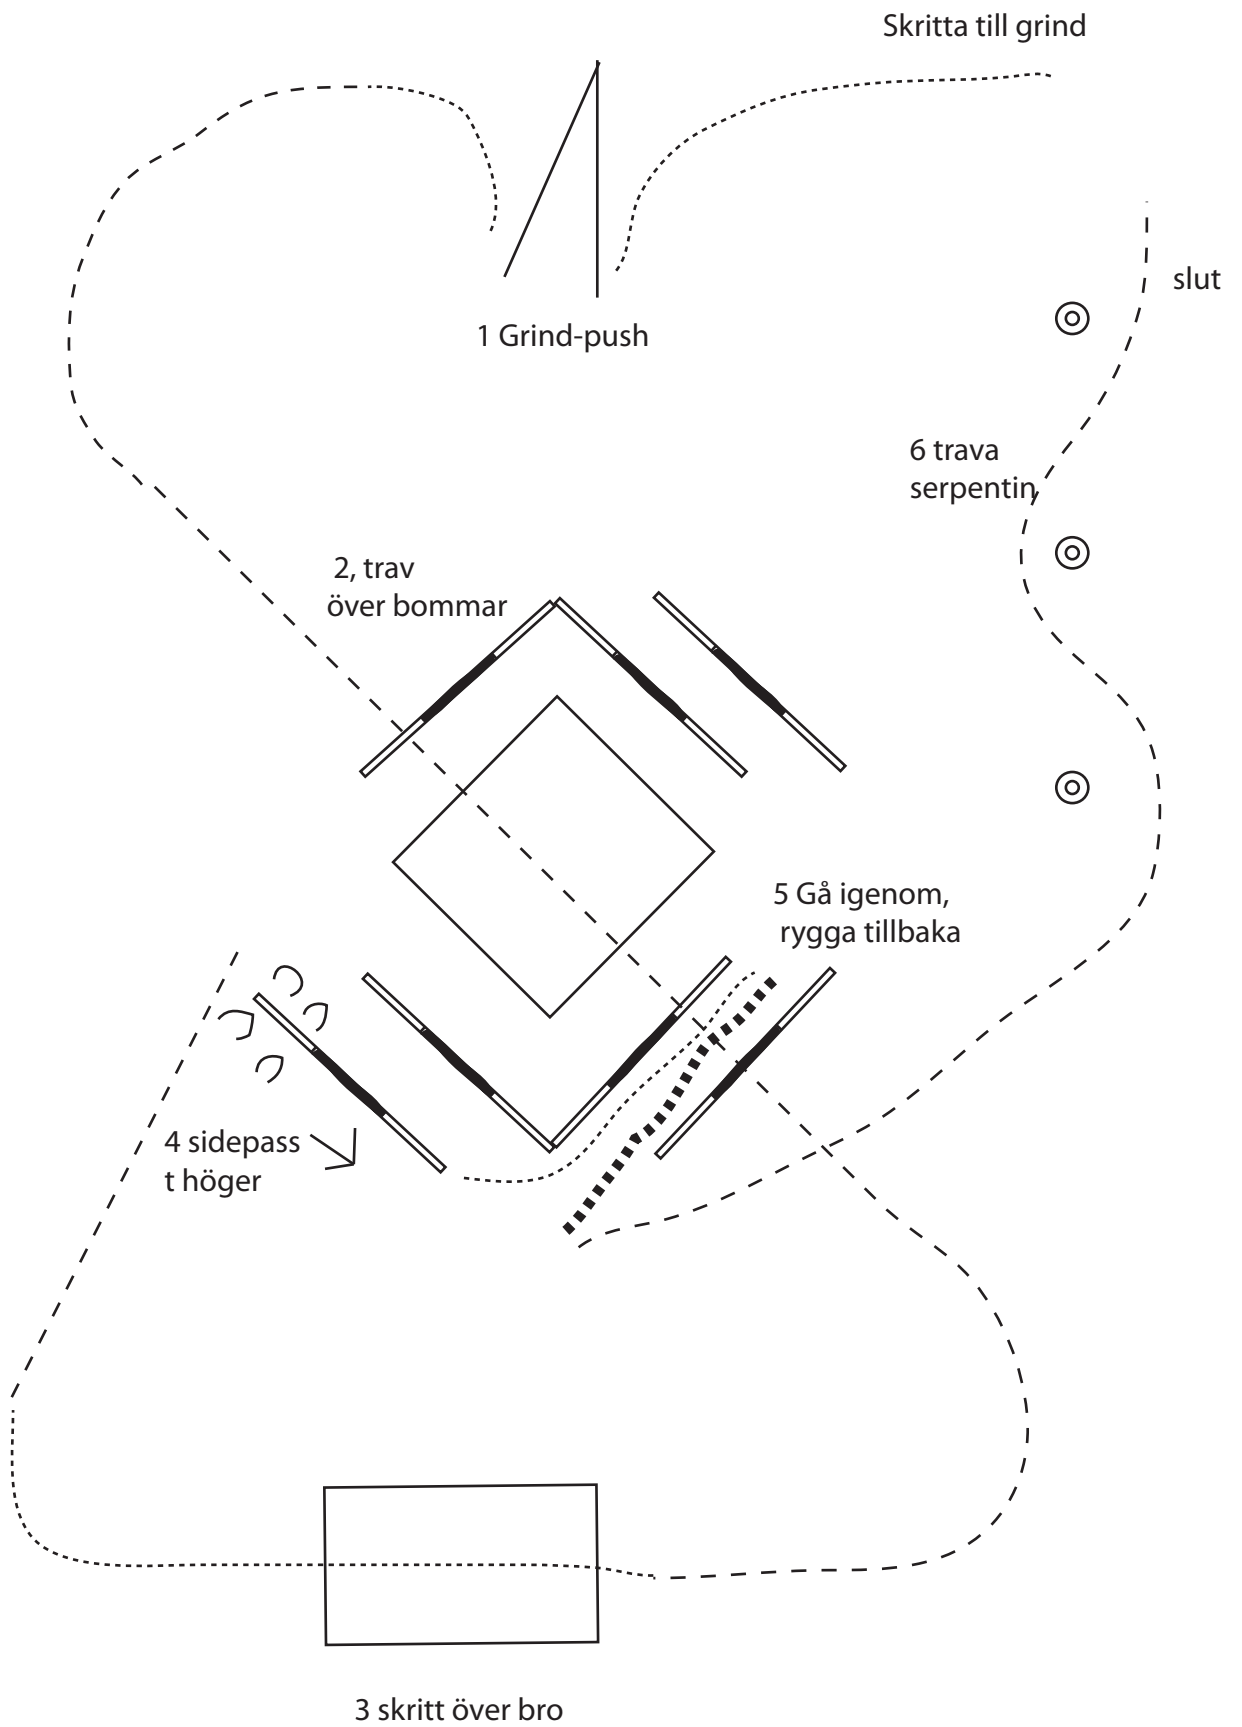 Skritta till grind
slut
1 Grind-push
6 trava
serpentin
2, trav
över bommar
5 Gå igenom,
rygga tillbaka
4 sidepass
t höger
3 skritt över bro